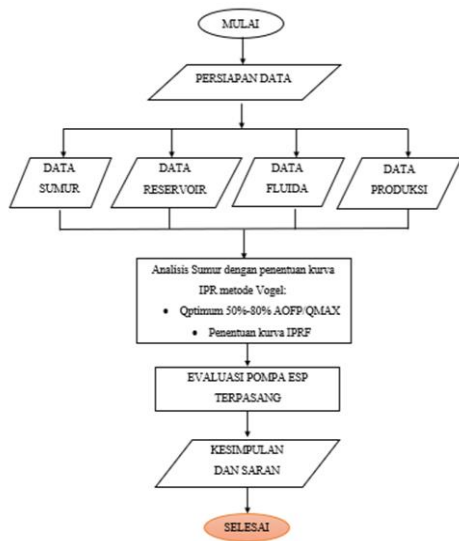 MULAI
PERSIAPAN DATA
DATA
SUMUR
DATA
RESERVOIR
DATA
FLUIDA
DATA
PRODUKSI
Analisis Sumur dengan penentuan kurva
IPR metode Vogel:
• Qptimum 50%-80% AOFP/QMAX
• Penentuan kurva IPRF
EVALUASI POMPA ESP
TERPASANG
KESIMPULAN
DAN SARAN
SELESAI